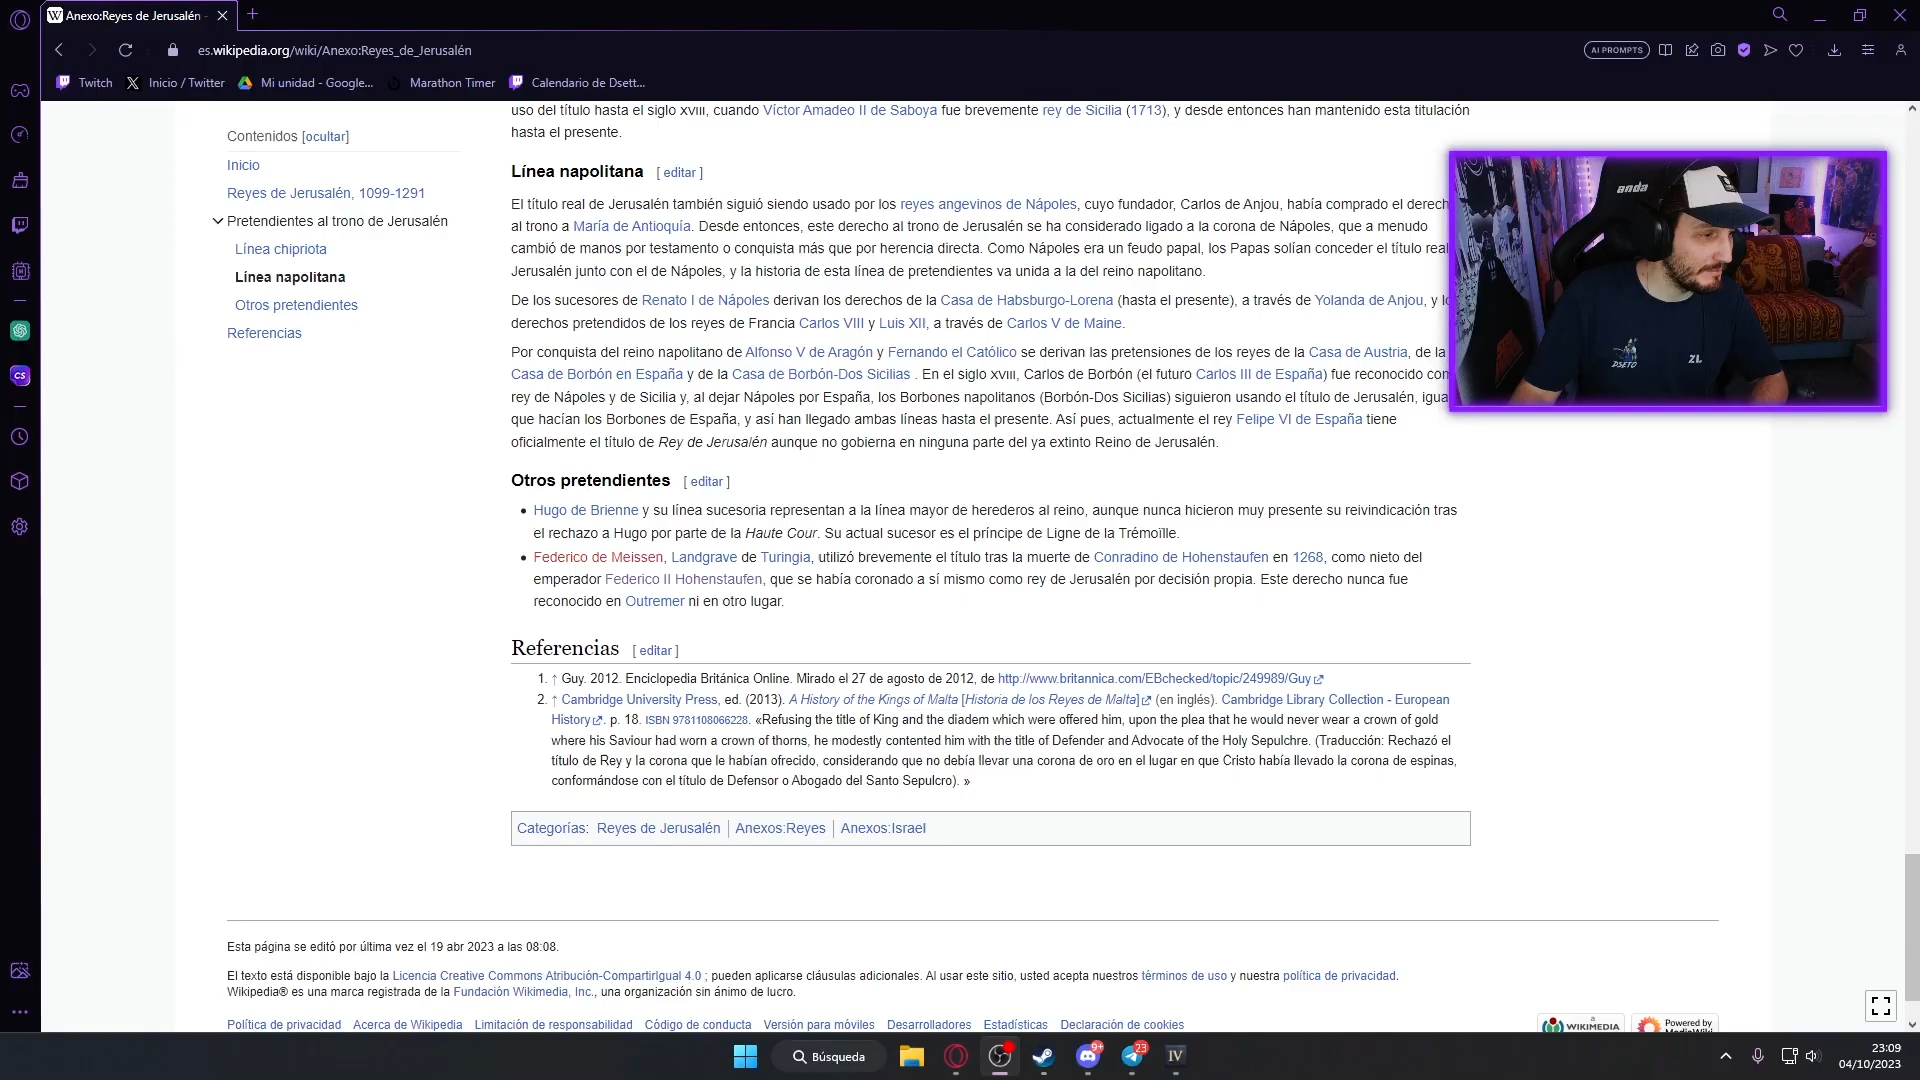 Anexo:Reyes de Jerusalén -
es.wikipedia.org/wiki/Anexo:Reyes_de_Jerusalén
AI PROMPTS
Twitch
Inicio / Twitter
Mi unidad - Google...
Marathon Timer
Calendario de Dsett...
Contenidos [ocultar]
Inicio
Reyes de Jerusalén, 1099-1291
Pretendientes al trono de Jerusalén
Línea chipriota
Línea napolitana
Otros pretendientes
Referencias
uso del título hasta el siglo XVIII, cuando Víctor Amadeo II de Saboya fue brevemente rey de Sicilia (1713), y desde entonces han mantenido esta titulación
hasta el presente.
Línea napolitana [ editar ]
El título real de Jerusalén también siguió siendo usado por los reyes angevinos de Nápoles, cuyo fundador, Carlos de Anjou, había comprado el derech
al trono a María de Antioquía. Desde entonces, este derecho al trono de Jerusalén se ha considerado ligado a la corona de Nápoles, que a menudo
cambió de manos por testamento o conquista más que por herencia directa. Como Nápoles era un feudo papal, los Papas solían conceder el título real
Jerusalén junto con el de Nápoles, y la historia de esta línea de pretendientes va unida a la del reino napolitano.
De los sucesores de Renato I de Nápoles derivan los derechos de la Casa de Habsburgo-Lorena (hasta el presente), a través de Yolanda de Anjou, y lo
derechos pretendidos de los reyes de Francia Carlos VIII y Luis XII, a través de Carlos V de Maine.
Por conquista del reino napolitano de Alfonso V de Aragón y Fernando el Católico se derivan las pretensiones de los reyes de la Casa de Austria, de la
Casa de Borbón en España y de la Casa de Borbón-Dos Sicilias . En el siglo XVIII, Carlos de Borbón (el futuro Carlos III de España) fue reconocido com
rey de Nápoles y de Sicilia y, al dejar Nápoles por España, los Borbones napolitanos (Borbón-Dos Sicilias) siguieron usando el título de Jerusalén, igua
que hacían los Borbones de España, y así han llegado ambas líneas hasta el presente. Así pues, actualmente el rey Felipe VI de España tiene
oficialmente el título de Rey de Jerusalén aunque no gobierna en ninguna parte del ya extinto Reino de Jerusalén.
Otros pretendientes [ editar ]
• Hugo de Brienne y su línea sucesoria representan a la línea mayor de herederos al reino, aunque nunca hicieron muy presente su reivindicación tras
el rechazo a Hugo por parte de la Haute Cour. Su actual sucesor es el príncipe de Ligne de la Trémoïlle.
• Federico de Meissen, Landgrave de Turingia, utilizó brevemente el título tras la muerte de Conradino de Hohenstaufen en 1268, como nieto del
emperador Federico II Hohenstaufen, que se había coronado a sí mismo como rey de Jerusalén por decisión propia. Este derecho nunca fue
reconocido en Outremer ni en otro lugar.
Referencias [ editar ]
1. ↑ Guy. 2012. Enciclopedia Británica Online. Mirado el 27 de agosto de 2012, de http://www.britannica.com/EBchecked/topic/249989/Guy
2. ↑ Cambridge University Press, ed. (2013). A History of the Kings of Malta [Historia de los Reyes de Malta] (en inglés). Cambridge Library Collection - European
History. p. 18. ISBN 9781108066228. «Refusing the title of King and the diadem which were offered him, upon the plea that he would never wear a crown of gold
where his Saviour had worn a crown of thorns, he modestly contented him with the title of Defender and Advocate of the Holy Sepulchre. (Traducción: Rechazó el
título de Rey y la corona que le habían ofrecido, considerando que no debía llevar una corona de oro en el lugar en que Cristo había llevado la corona de espinas,
conformándose con el título de Defensor o Abogado del Santo Sepulcro). »
Categorías: Reyes de Jerusalén | Anexos:Reyes | Anexos:Israel
Esta página se editó por última vez el 19 abr 2023 a las 08:08.
El texto está disponible bajo la Licencia Creative Commons Atribución-CompartirIgual 4.0 ; pueden aplicarse cláusulas adicionales. Al usar este sitio, usted acepta nuestros términos de uso y nuestra política de privacidad.
Wikipedia® es una marca registrada de la Fundación Wikimedia, Inc., una organización sin ánimo de lucro.
Política de privacidad Acerca de Wikipedia Limitación de responsabilidad Código de conducta Versión para móviles Desarrolladores Estadísticas Declaración de cookies
a
WIKIMEDIA
Powered by
MediaWiki
anda
DSETO
ZL
CS
Búsqueda
9+
23
IV
23:09
04/10/2023